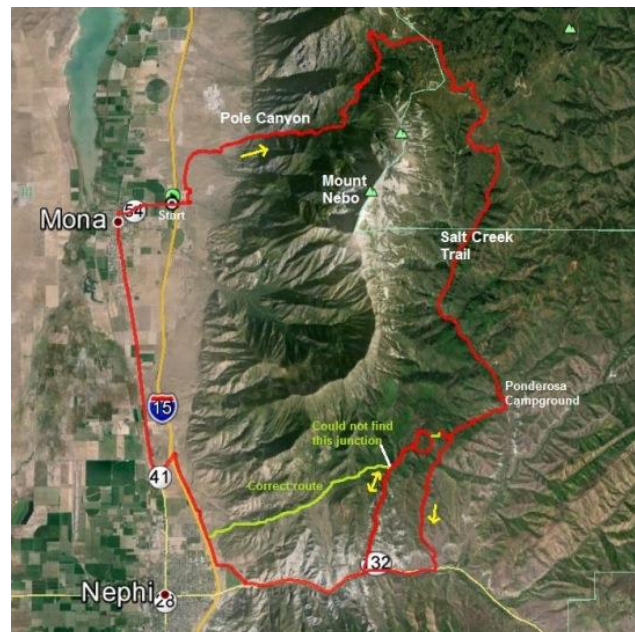 Pole Canyon
Mount
Nebo
54
Mona
Start
Salt Creek
Trail
Ponderosa
Campground
15
Could not find
this junction
41
Correct route
132
Nephi
28